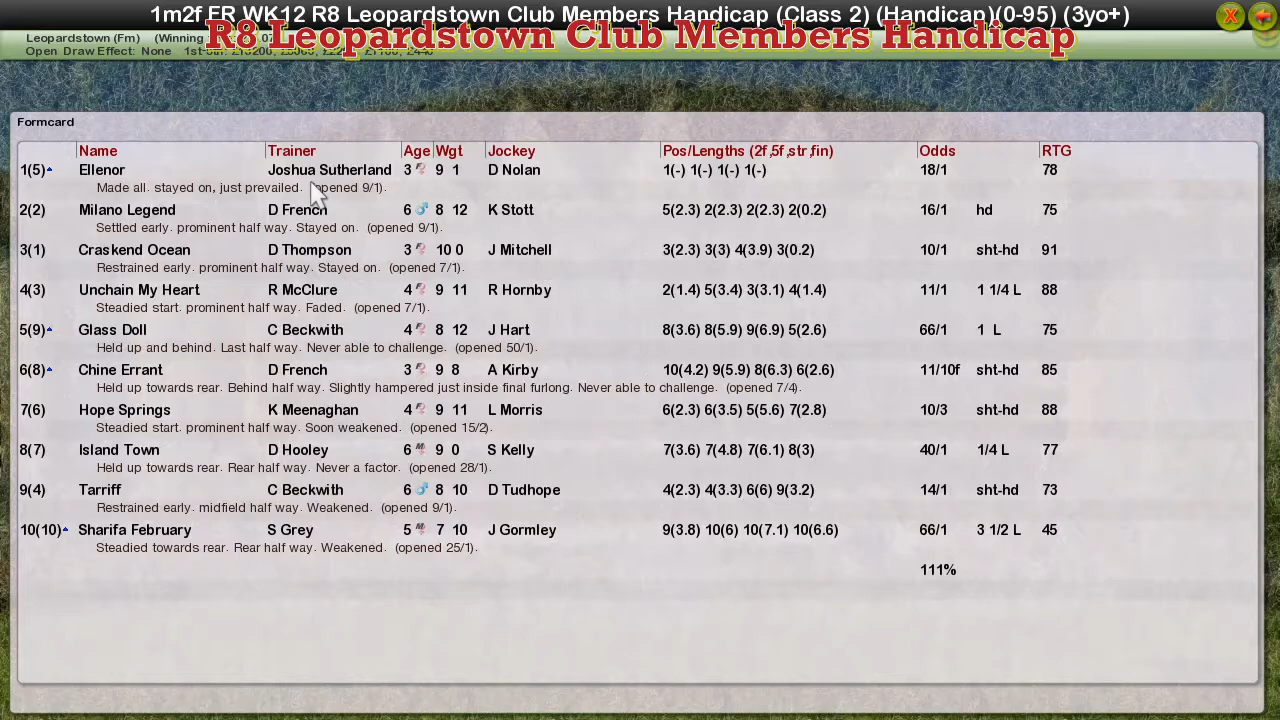 1m2f FR WK12 R8 Leopardstown Club Members Handicap (Class 2) (Handicap)(0-95) (3yo+)
R8 Leopardstown Club Members Handicap
Leopardstown (Fm) (Winning
Open Draw Effect: None 1st
Formcard
Name Trainer Age Wgt Jockey Pos/Lengths (2f,5f,str,fin) Odds RTG
1(5) Ellenor Joshua Sutherland 3 F 9 1 D Nolan 1(-) 1(-) 1(-) 1(-) 18/1 78
Made all. stayed on, just prevailed. (opened 9/1).
2(2) Milano Legend D French 6 8 12 K Stott 5(2.3) 2(2.3) 2(2.3) 2(0.2) 16/1 hd 75
Settled early. prominent half way. Stayed on. (opened 9/1).
3(1) Craskend Ocean D Thompson 3 F 10 0 J Mitchell 3(2.3) 3(3) 4(3.9) 3(0.2) 10/1 sht-hd 91
Restrained early. prominent half way. Stayed on. (opened 7/1).
4(3) Unchain My Heart R McClure 4 F 9 11 R Hornby 2(1.4) 5(3.4) 3(3.1) 4(1.4) 11/1 1 1/4 L 88
Steadied start. prominent half way. Faded. (opened 7/1).
5(9) Glass Doll C Beckwith 4 F 8 12 J Hart 8(3.6) 8(5.9) 9(6.9) 5(2.6) 66/1 1 L 75
Held up and behind. Last half way. Never able to challenge. (opened 50/1).
6(8) Chine Errant D French 3 F 9 8 A Kirby 10(4.2) 9(5.9) 8(6.3) 6(2.6) 11/10f sht-hd 85
Held up towards rear. Behind half way. Slightly hampered just inside final furlong. Never able to challenge. (opened 7/4).
7(6) Hope Springs K Meenaghan 4 F 9 11 L Morris 6(2.3) 6(3.5) 5(5.6) 7(2.8) 10/3 sht-hd 88
Steadied start. prominent half way. Soon weakened. (opened 15/2).
8(7) Island Town D Hooley 6 M 9 0 S Kelly 7(3.6) 7(4.8) 7(6.1) 8(3) 40/1 1/4 L 77
Held up towards rear. Rear half way. Never a factor. (opened 28/1).
9(4) Tarriff C Beckwith 6 8 10 D Tudhope 4(2.3) 4(3.3) 6(6) 9(3.2) 14/1 sht-hd 73
Restrained early. midfield half way. Weakened. (opened 9/1).
10(10) Sharifa February S Grey 5 M 7 10 J Gormley 9(3.8) 10(6) 10(7.1) 10(6.6) 66/1 3 1/2 L 45
Steadied towards rear. Rear half way. Weakened. (opened 25/1).
111%